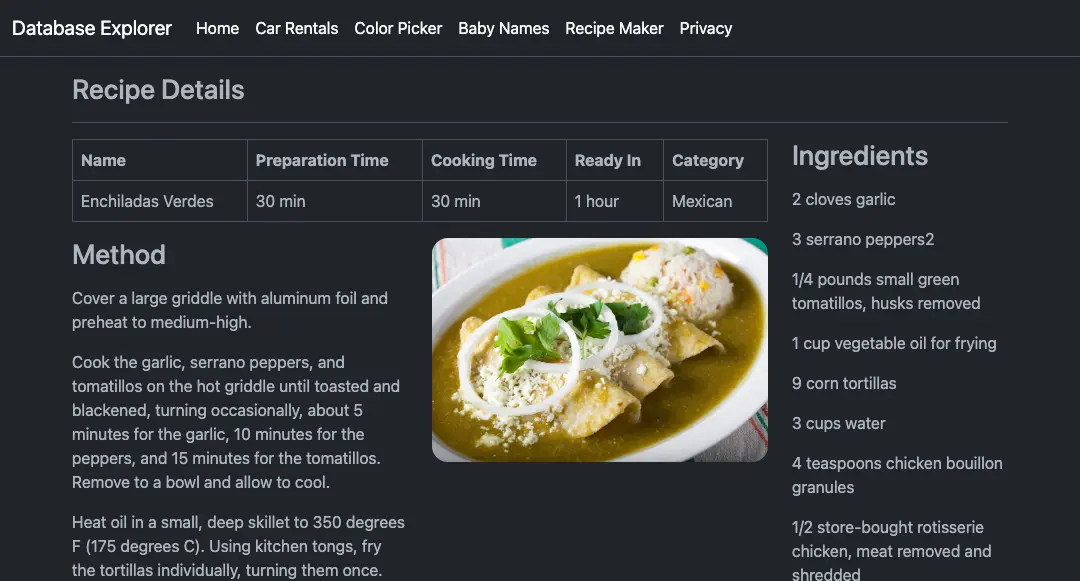 Database Explorer Home Car Rentals Color Picker Baby Names Recipe Maker Privacy
Recipe Details
Name Preparation Time Cooking Time Ready In Category
Enchiladas Verdes 30 min 30 min 1 hour Mexican
Method
Cover a large griddle with aluminum foil and
preheat to medium-high.
Cook the garlic, serrano peppers, and
tomatillos on the hot griddle until toasted and
blackened, turning occasionally, about 5
minutes for the garlic, 10 minutes for the
peppers, and 15 minutes for the tomatillos.
Remove to a bowl and allow to cool.
Heat oil in a small, deep skillet to 350 degrees
F (175 degrees C). Using kitchen tongs, fry
the tortillas individually, turning them once.
Ingredients
2 cloves garlic
3 serrano peppers2
1/4 pounds small green
tomatillos, husks removed
1 cup vegetable oil for frying
9 corn tortillas
3 cups water
4 teaspoons chicken bouillon
granules
1/2 store-bought rotisserie
chicken, meat removed and
shredded